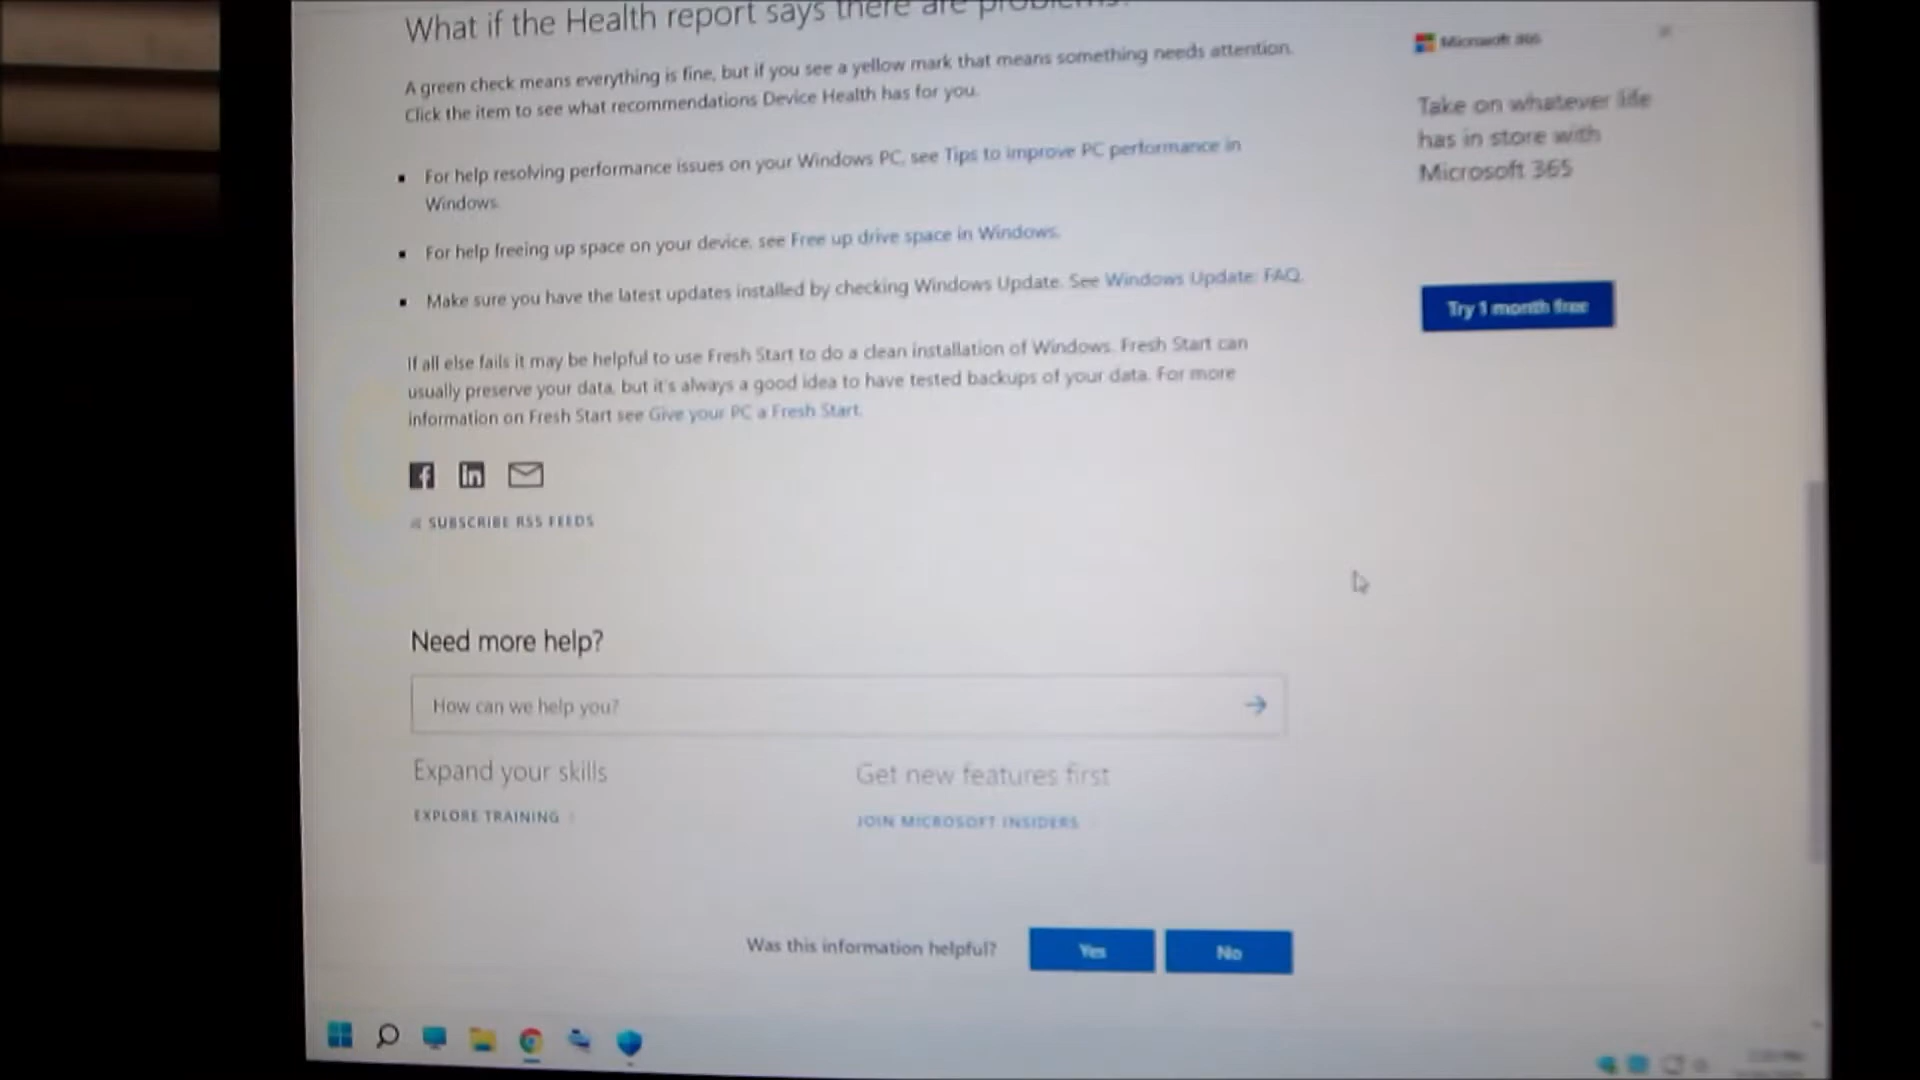 What if the Health report says there are problems?
A green check means everything is fine, but if you see a yellow mark that means something needs attention.
Click the item to see what recommendations Device Health has for you.
For help resolving performance issues on your Windows PC, see Tips to improve PC performance in
Windows.
For help freeing up space on your device, see Free up drive space in Windows.
Make sure you have the latest updates installed by checking Windows Update. See Windows Update: FAQ.
If all else fails it may be helpful to use Fresh Start to do a clean installation of Windows. Fresh Start can
usually preserve your data, but it's always a good idea to have tested backups of your data. For more
information on Fresh Start see Give your PC a Fresh Start.
SUBSCRIBE RSS FEEDS
Need more help?
How can we help you?
Expand your skills
EXPLORE TRAINING
Get new features first
JOIN MICROSOFT INSIDERS
Was this information helpful?
Yes
No
Microsoft 365
Take on whatever life
has in store with
Microsoft 365
Try 1 month free